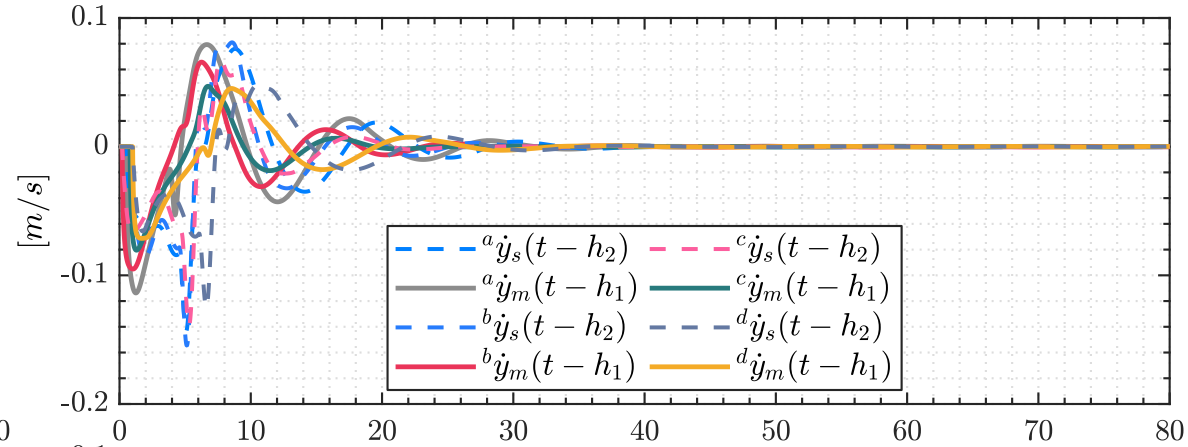 0.1
0
-0.1
-0.2
[m/s]
ᵃẏₛ(t − h₂)
ᶜẏₛ(t − h₂)
ᵃẏₘ(t − h₁)
ᶜẏₘ(t − h₁)
ᵇẏₛ(t − h₂)
ᵈẏₛ(t − h₂)
ᵇẏₘ(t − h₁)
ᵈẏₘ(t − h₁)
0 10 20 30 40 50 60 70 80